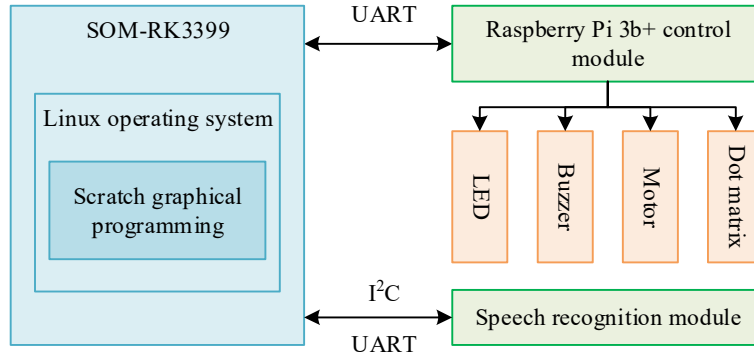 SOM-RK3399
Linux operating system
Scratch graphical
programming
UART
Raspberry Pi 3b+ control
module
LED
Buzzer
Motor
Dot matrix
I²C
UART
Speech recognition module